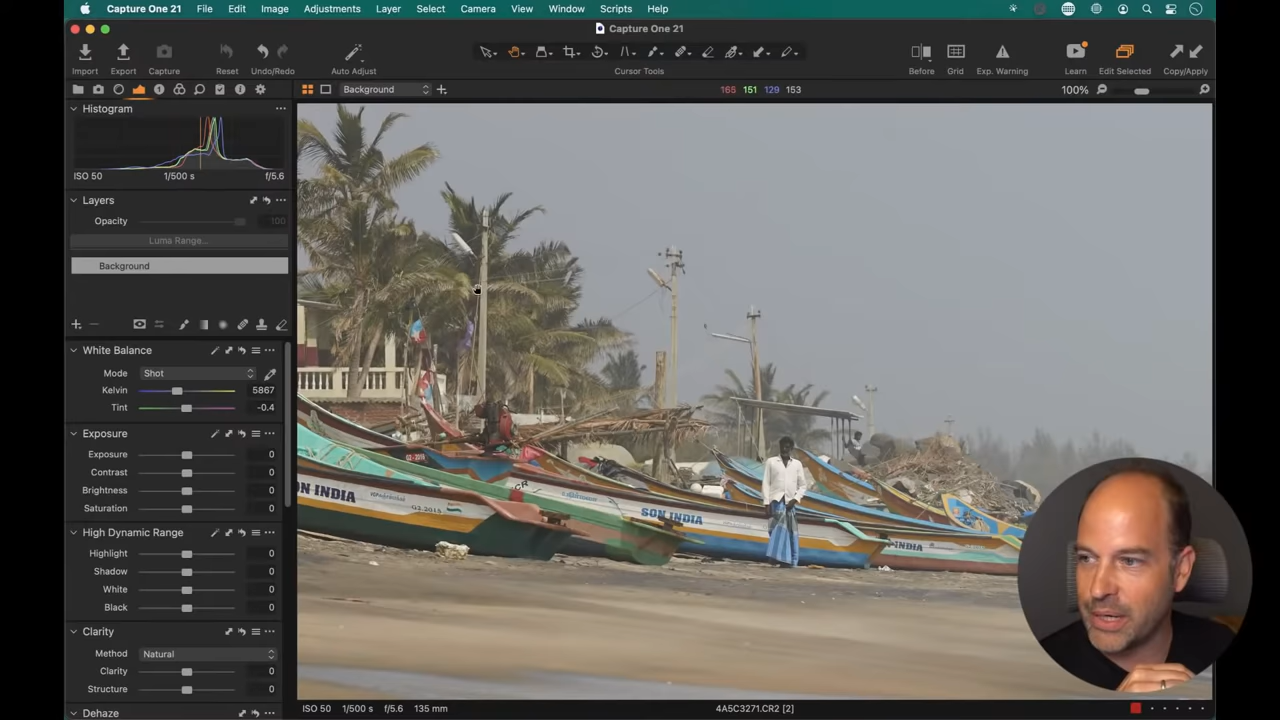 Capture One 21 File Edit Image Adjustments Layer Select Camera View Window Scripts Help
Capture One 21
Import Export Capture Reset Undo/Redo Auto Adjust Cursor Tools Before Grid Exp. Warning Learn Edit Selected Copy/Apply
Background 168 151 129 153 100%
Histogram
ISO 50 1/500 s f/5.6
Layers
Opacity 100
Luma Range...
Background
White Balance
Mode Shot
Kelvin 5867
Tint -0.4
Exposure
Exposure 0
Contrast 0
Brightness 0
Saturation 0
High Dynamic Range
Highlight 0
Shadow 0
White 0
Black 0
Clarity
Method Natural
Clarity 0
Structure 0
Dehaze
ON INDIA
G2.2015
CR
SON INDIA
INDIA
ISO 50 1/500 s f/5.6 135 mm 4A5C3271.CR2 [2]